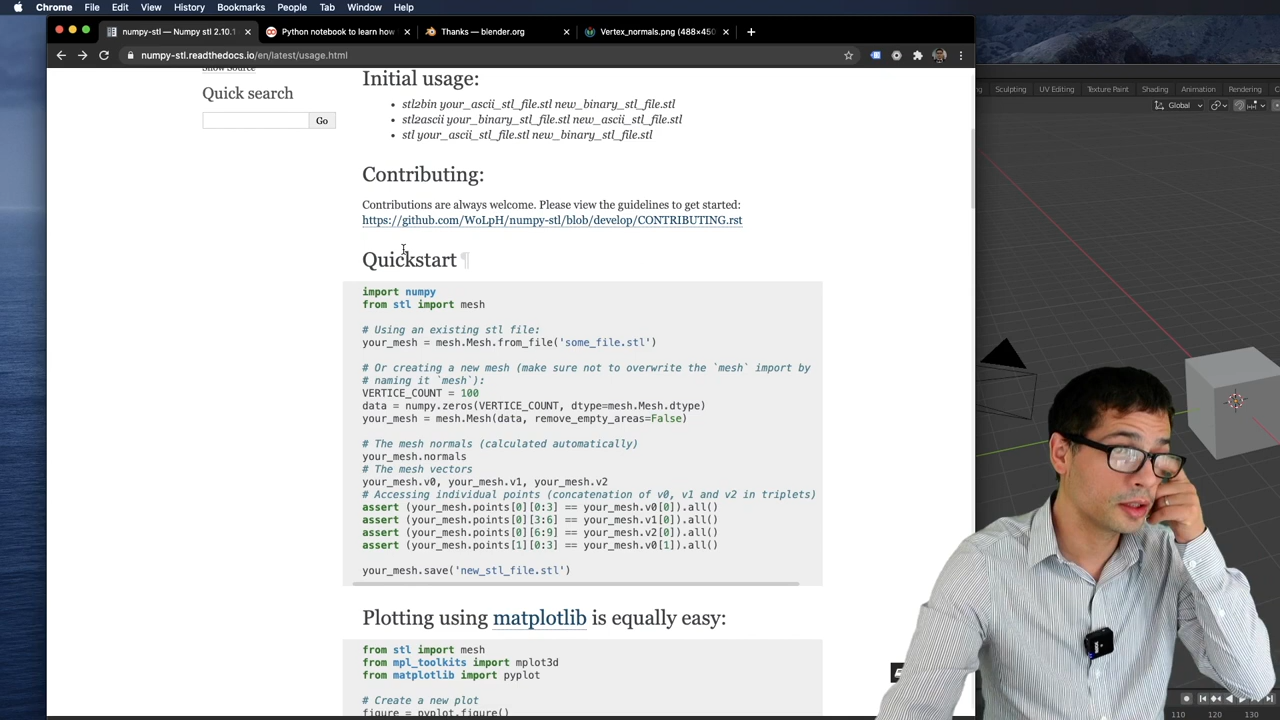 Chrome File Edit View History Bookmarks People Tab Window Help
numpy-stl — Numpy stl 2.10.1
Python notebook to learn how
Thanks — blender.org
Vertex_normals.png (488×450
numpy-stl.readthedocs.io/en/latest/usage.html
Sculpting UV Editing Texture Paint Shading Animation Rendering
Global
Show Source
Quick search
Go
Initial usage:
• stl2bin your_ascii_stl_file.stl new_binary_stl_file.stl
• stl2ascii your_binary_stl_file.stl new_ascii_stl_file.stl
• stl your_ascii_stl_file.stl new_binary_stl_file.stl
Contributing:
Contributions are always welcome. Please view the guidelines to get started:
https://github.com/WoLpH/numpy-stl/blob/develop/CONTRIBUTING.rst
Quickstart ¶
import numpy
from stl import mesh
# Using an existing stl file:
your_mesh = mesh.Mesh.from_file('some_file.stl')
# Or creating a new mesh (make sure not to overwrite the `mesh` import by
# naming it `mesh`):
VERTICE_COUNT = 100
data = numpy.zeros(VERTICE_COUNT, dtype=mesh.Mesh.dtype)
your_mesh = mesh.Mesh(data, remove_empty_areas=False)
# The mesh normals (calculated automatically)
your_mesh.normals
# The mesh vectors
your_mesh.v0, your_mesh.v1, your_mesh.v2
# Accessing individual points (concatenation of v0, v1 and v2 in triplets)
assert (your_mesh.points[0][0:3] == your_mesh.v0[0]).all()
assert (your_mesh.points[0][3:6] == your_mesh.v1[0]).all()
assert (your_mesh.points[0][6:9] == your_mesh.v2[0]).all()
assert (your_mesh.points[1][0:3] == your_mesh.v0[1]).all()
your_mesh.save('new_stl_file.stl')
Plotting using matplotlib is equally easy:
from stl import mesh
from mpl_toolkits import mplot3d
from matplotlib import pyplot
# Create a new plot
figure = pyplot.figure()
110 120 130